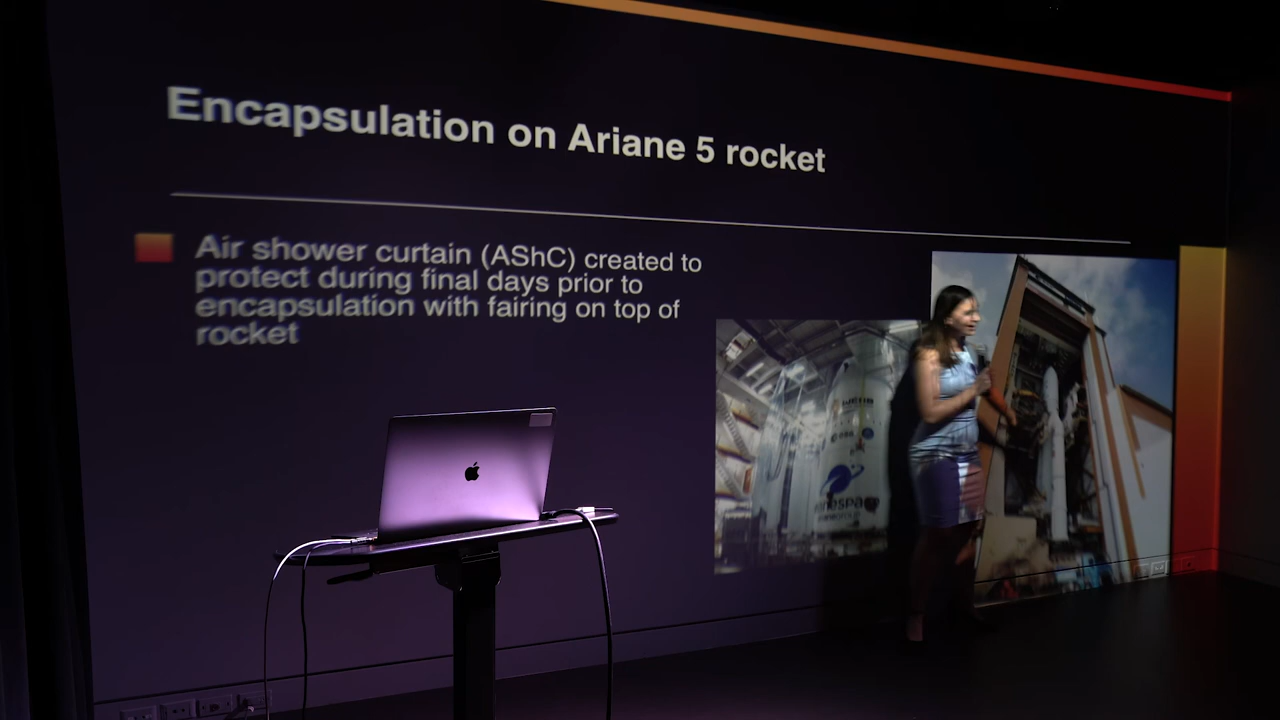 Encapsulation on Ariane 5 rocket
Air shower curtain (AShC) created to
protect during final days prior to
encapsulation with fairing on top of
rocket
esa